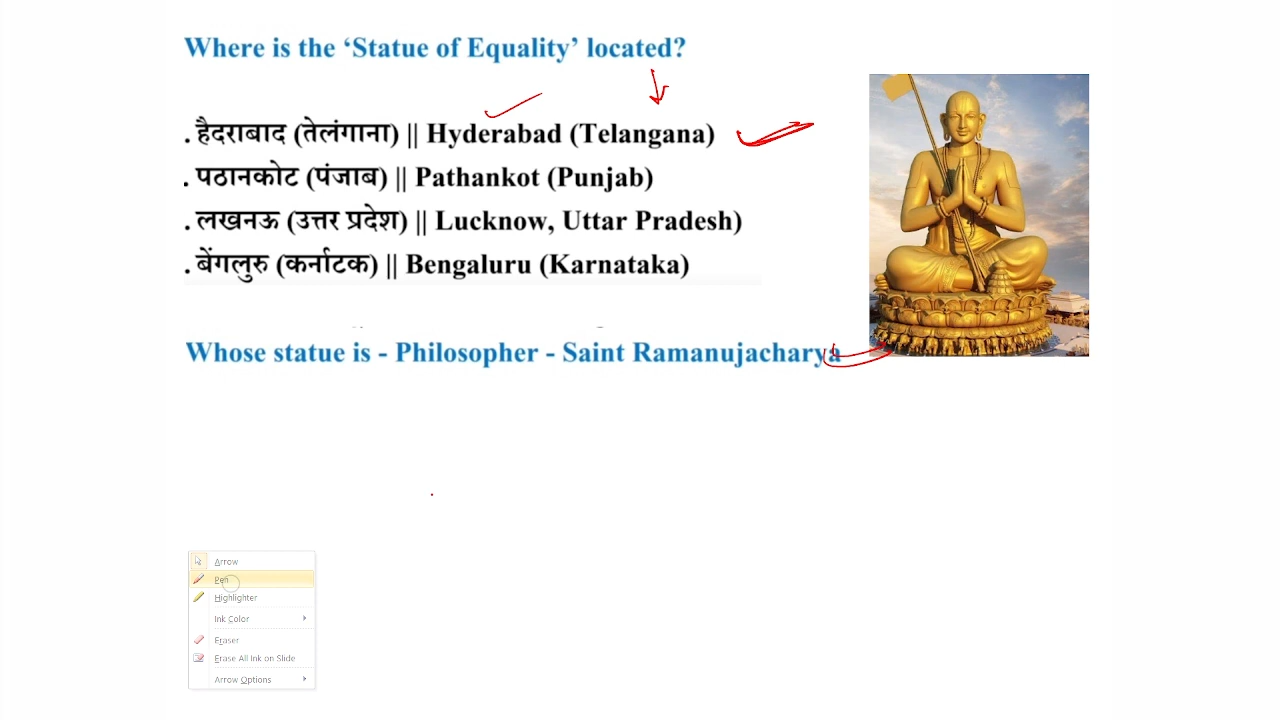 Where is the ‘Statue of Equality’ located?
. हैदराबाद (तेलंगाना) || Hyderabad (Telangana)
. पठानकोट (पंजाब) || Pathankot (Punjab)
. लखनऊ (उत्तर प्रदेश) || Lucknow, Uttar Pradesh)
. बेंगलुरु (कर्नाटक) || Bengaluru (Karnataka)
Whose statue is - Philosopher - Saint Ramanujacharya
Arrow
Pen
Highlighter
Ink Color
Eraser
Erase All Ink on Slide
Arrow Options